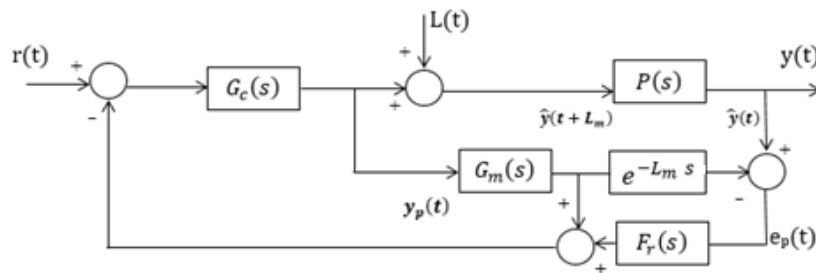 L(t)
r(t)
+
+
y(t)
G_c(s)
P(s)
+
-
ŷ(t + L_m)
ŷ(t)
+
G_m(s)
e^{-L_m s}
-
y_p(t)
+
-
F_r(s)
e_p(t)
+